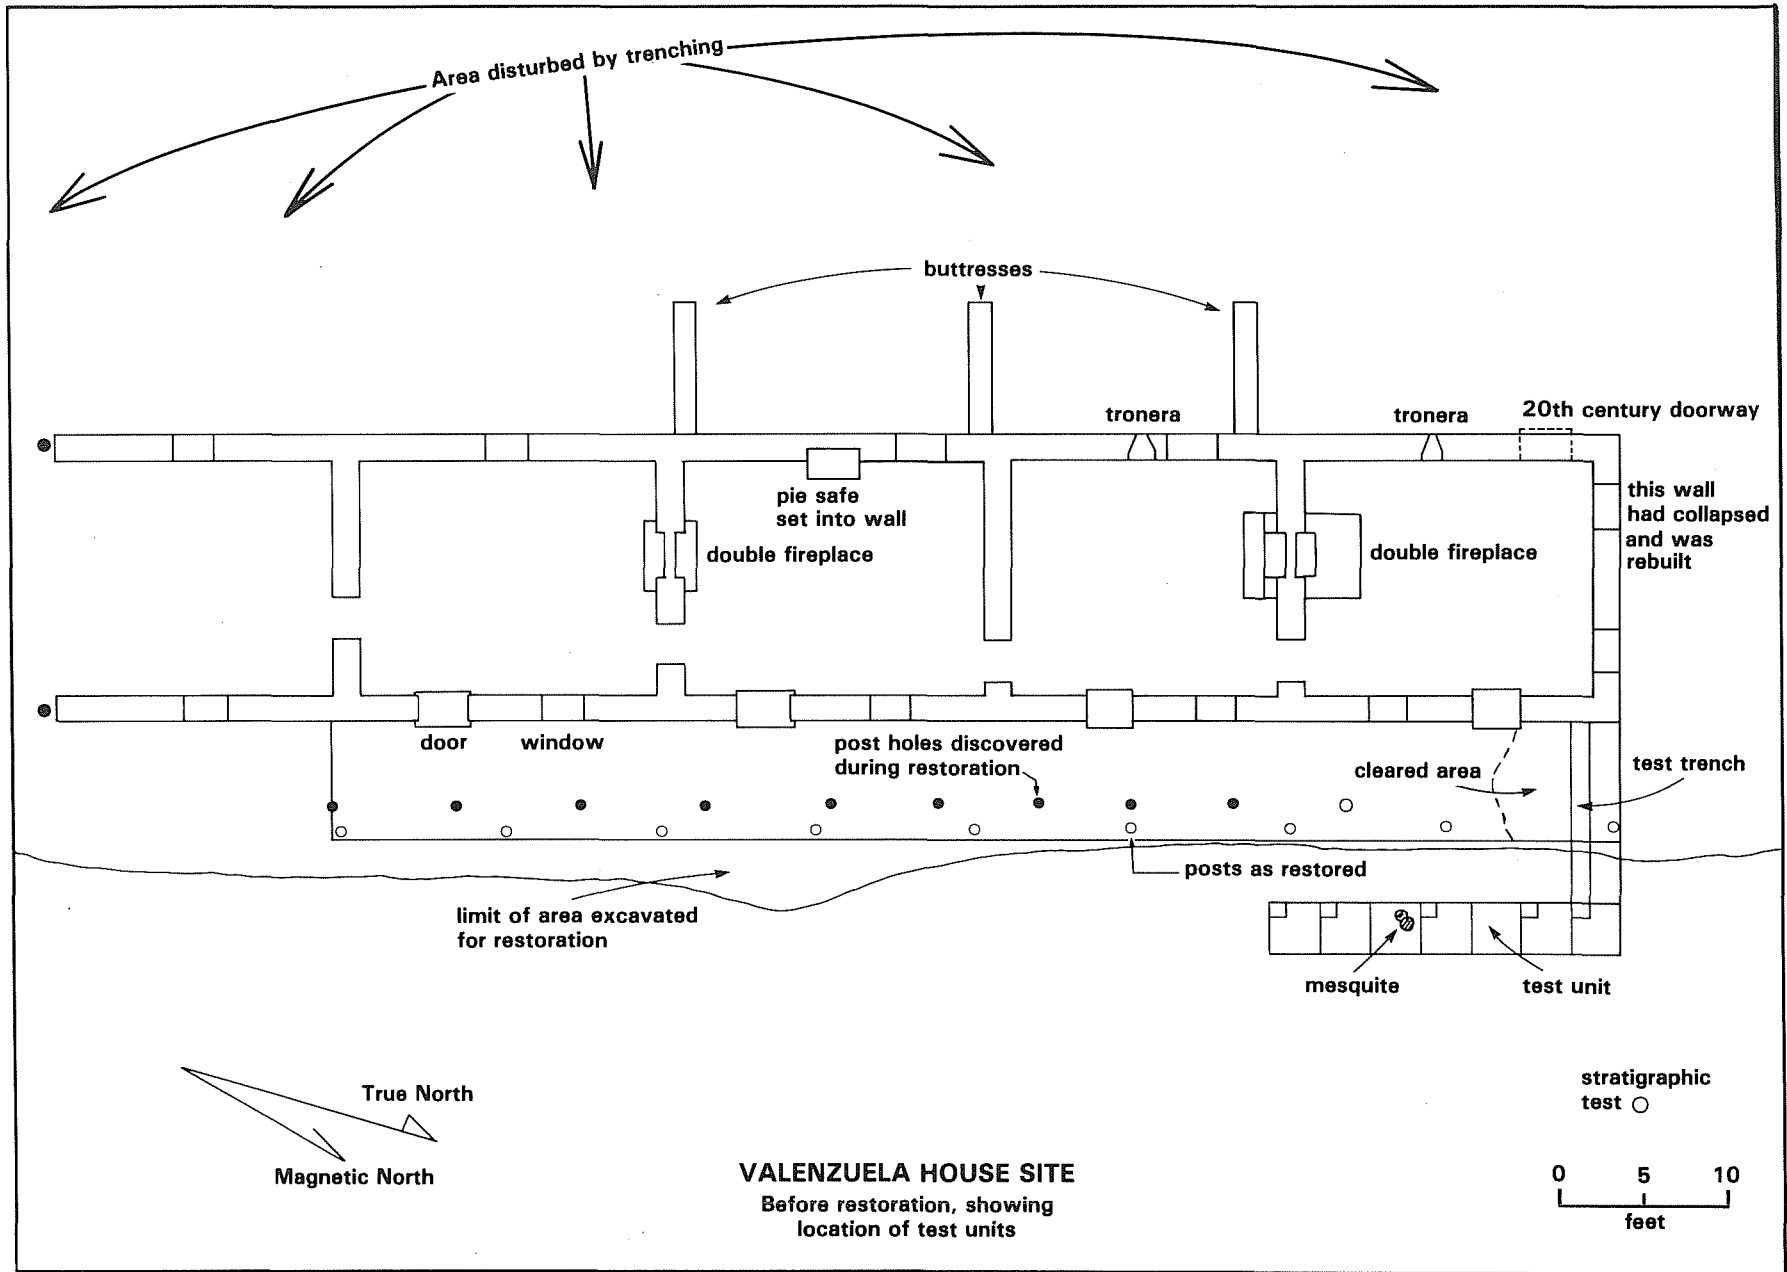 Area disturbed by trenching
buttresses
tronera
tronera
20th century doorway
pie safe
set into wall
double fireplace
double fireplace
this wall
had collapsed
and was
rebuilt
door
window
post holes discovered
during restoration
cleared area
test trench
posts as restored
limit of area excavated
for restoration
mesquite
test unit
True North
Magnetic North
stratigraphic
test
VALENZUELA HOUSE SITE
Before restoration, showing
location of test units
0 5 10
feet